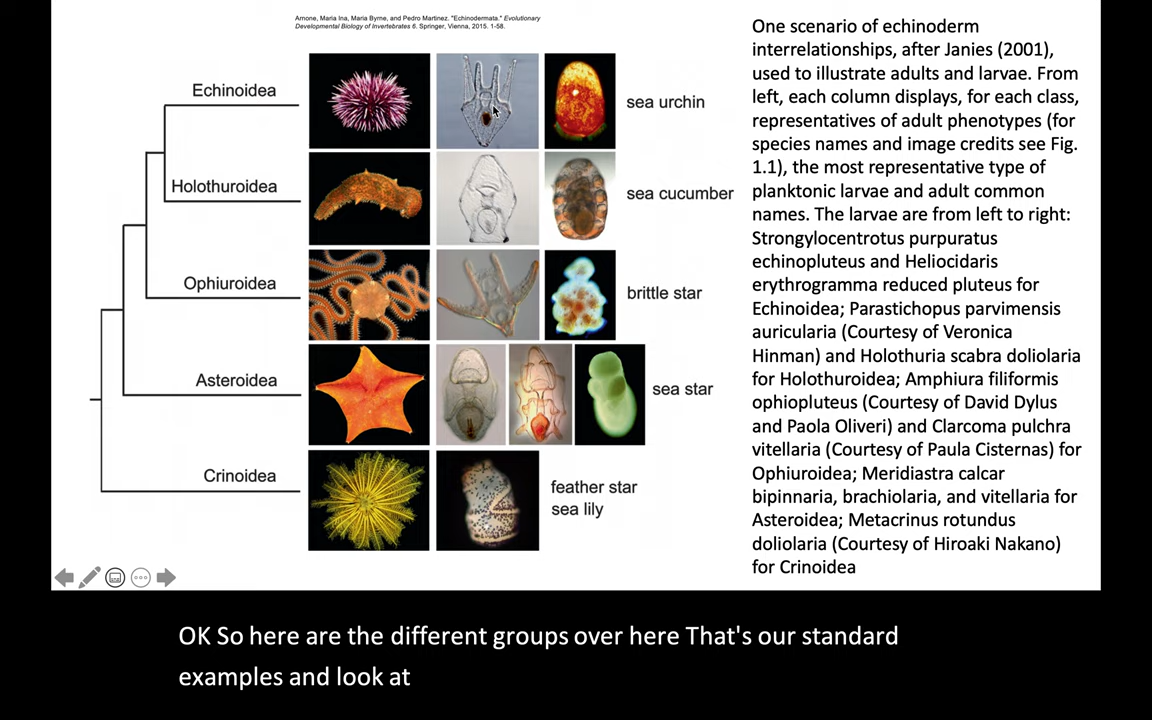 Arnone, Maria Ina, Maria Byrne, and Pedro Martinez. "Echinodermata." Evolutionary
Developmental Biology of Invertebrates 6. Springer, Vienna, 2015. 1-58.
Echinoidea
sea urchin
Holothuroidea
sea cucumber
Ophiuroidea
brittle star
Asteroidea
sea star
Crinoidea
feather star
sea lily
One scenario of echinoderm
interrelationships, after Janies (2001),
used to illustrate adults and larvae. From
left, each column displays, for each class,
representatives of adult phenotypes (for
species names and image credits see Fig.
1.1), the most representative type of
planktonic larvae and adult common
names. The larvae are from left to right:
Strongylocentrotus purpuratus
echinopluteus and Heliocidaris
erythrogramma reduced pluteus for
Echinoidea; Parastichopus parvimensis
auricularia (Courtesy of Veronica
Hinman) and Holothuria scabra doliolaria
for Holothuroidea; Amphiura filiformis
ophiopluteus (Courtesy of David Dylus
and Paola Oliveri) and Clarcoma pulchra
vitellaria (Courtesy of Paula Cisternas) for
Ophiuroidea; Meridiastra calcar
bipinnaria, brachiolaria, and vitellaria for
Asteroidea; Metacrinus rotundus
doliolaria (Courtesy of Hiroaki Nakano)
for Crinoidea
OK So here are the different groups over here That's our standard
examples and look at